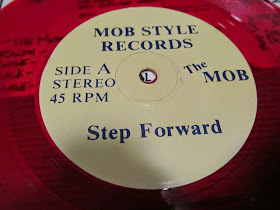 MOB STYLE
RECORDS
SIDE A
STEREO
45 RPM
The MOB
Step Forward